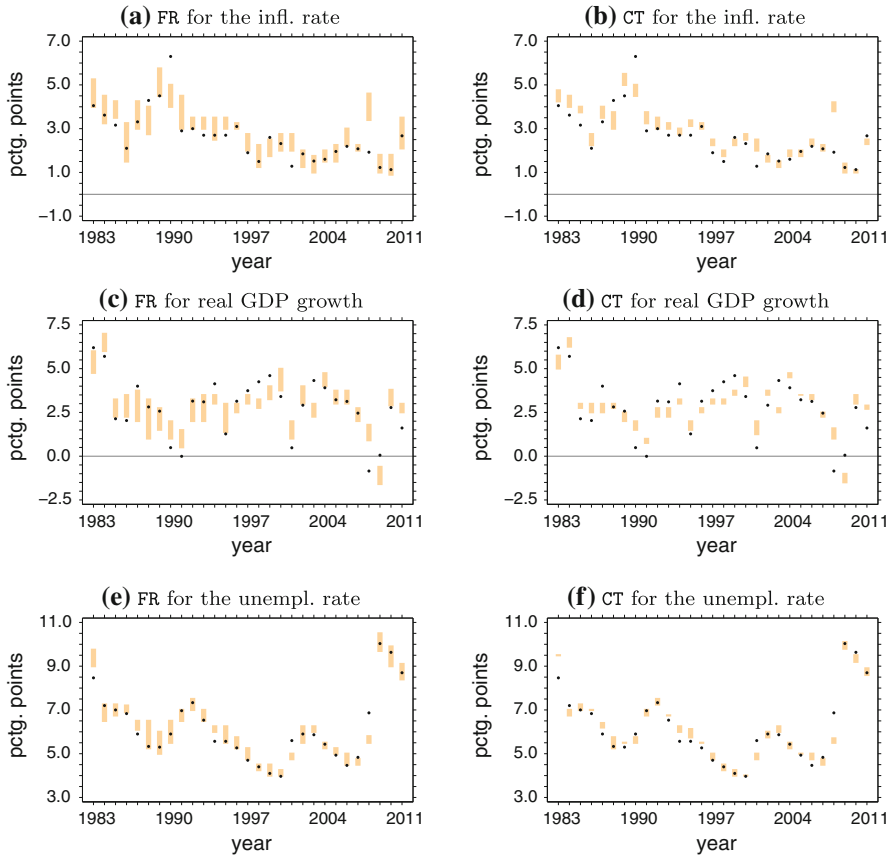 (a) FR for the infl. rate
(b) CT for the infl. rate
7.0
5.0
3.0
1.0
−1.0
pctg. points
1983 1990 1997 2004 2011
year
7.0
5.0
3.0
1.0
−1.0
pctg. points
1983 1990 1997 2004 2011
year
(c) FR for real GDP growth
(d) CT for real GDP growth
7.5
5.0
2.5
0.0
−2.5
pctg. points
1983 1990 1997 2004 2011
year
7.5
5.0
2.5
0.0
−2.5
pctg. points
1983 1990 1997 2004 2011
year
(e) FR for the unempl. rate
(f) CT for the unempl. rate
11.0
9.0
7.0
5.0
3.0
pctg. points
1983 1990 1997 2004 2011
year
11.0
9.0
7.0
5.0
3.0
pctg. points
1983 1990 1997 2004 2011
year